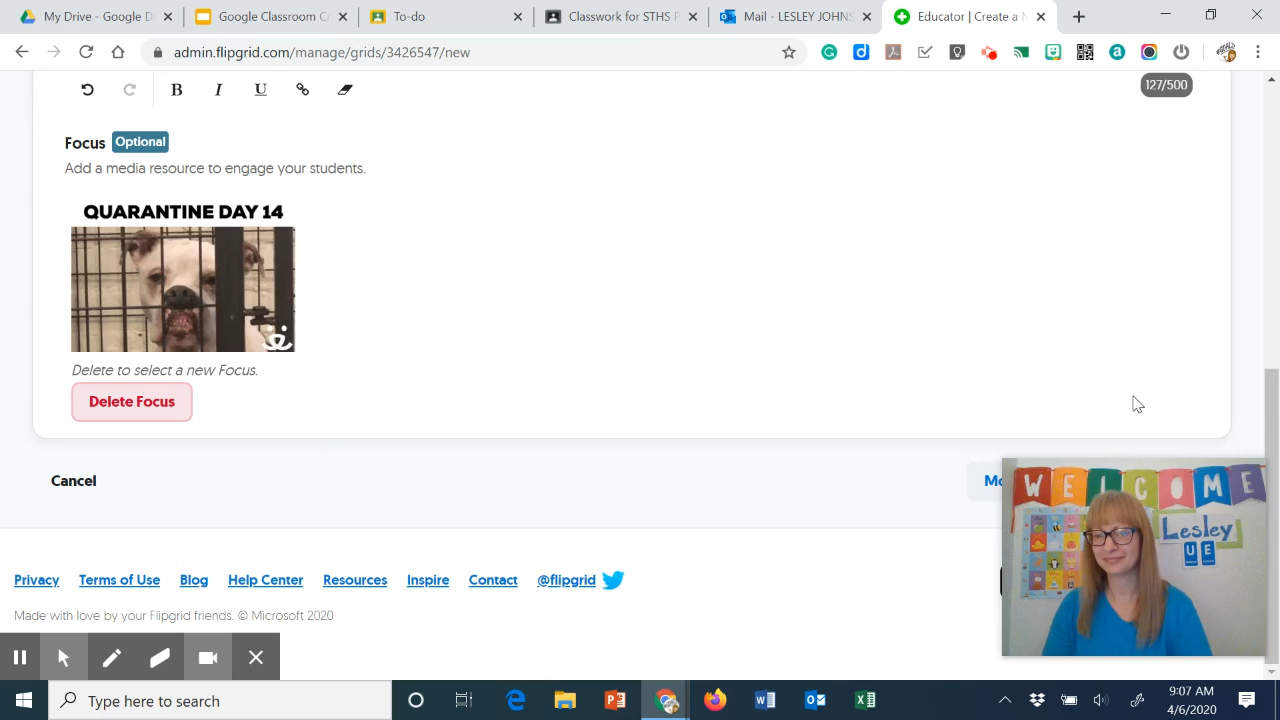 My Drive - Google D
Google Classroom C
To-do
Classwork for STHS P
Mail - LESLEY JOHNS
Educator | Create a N
admin.flipgrid.com/manage/grids/3426547/new
B I U
127/500
Focus Optional
Add a media resource to engage your students.
QUARANTINE DAY 14
Delete to select a new Focus.
Delete Focus
Cancel
Mo
WELCOME
Lesley
UE
Privacy Terms of Use Blog Help Center Resources Inspire Contact @flipgrid
Made with love by your Flipgrid friends. © Microsoft 2020
Type here to search
9:07 AM
4/6/2020